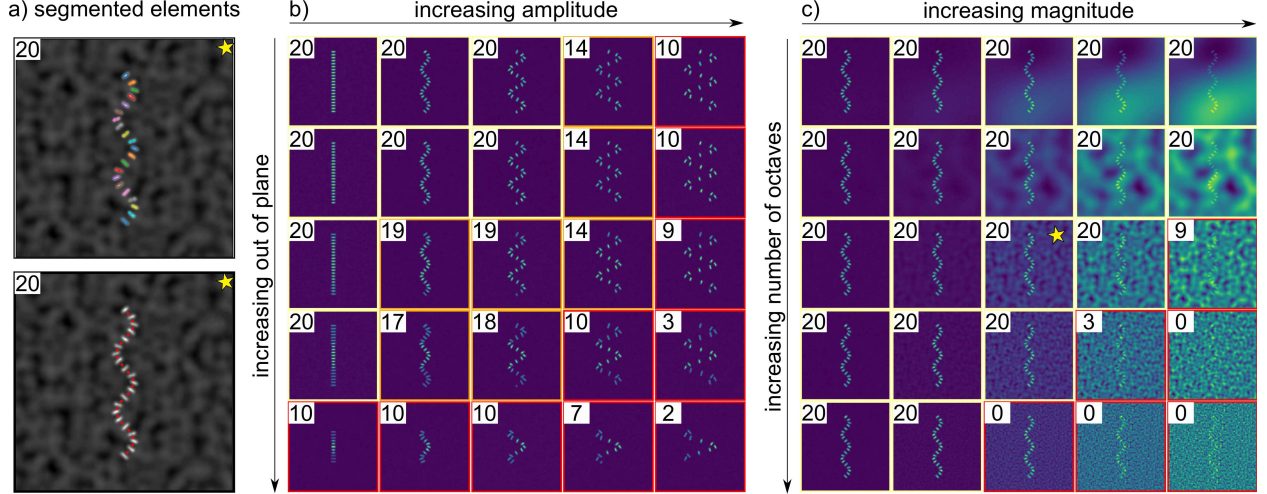 a) segmented elements
20
20
b)
increasing amplitude
increasing out of plane
20 20 20 14 10
20 20 20 14 10
20 19 19 14 9
20 17 18 10 3
10 10 10 7 2
c)
increasing magnitude
increasing number of octaves
20 20 20 20 20
20 20 20 20 20
20 20 20 20 9
20 20 20 3 0
20 20 0 0 0